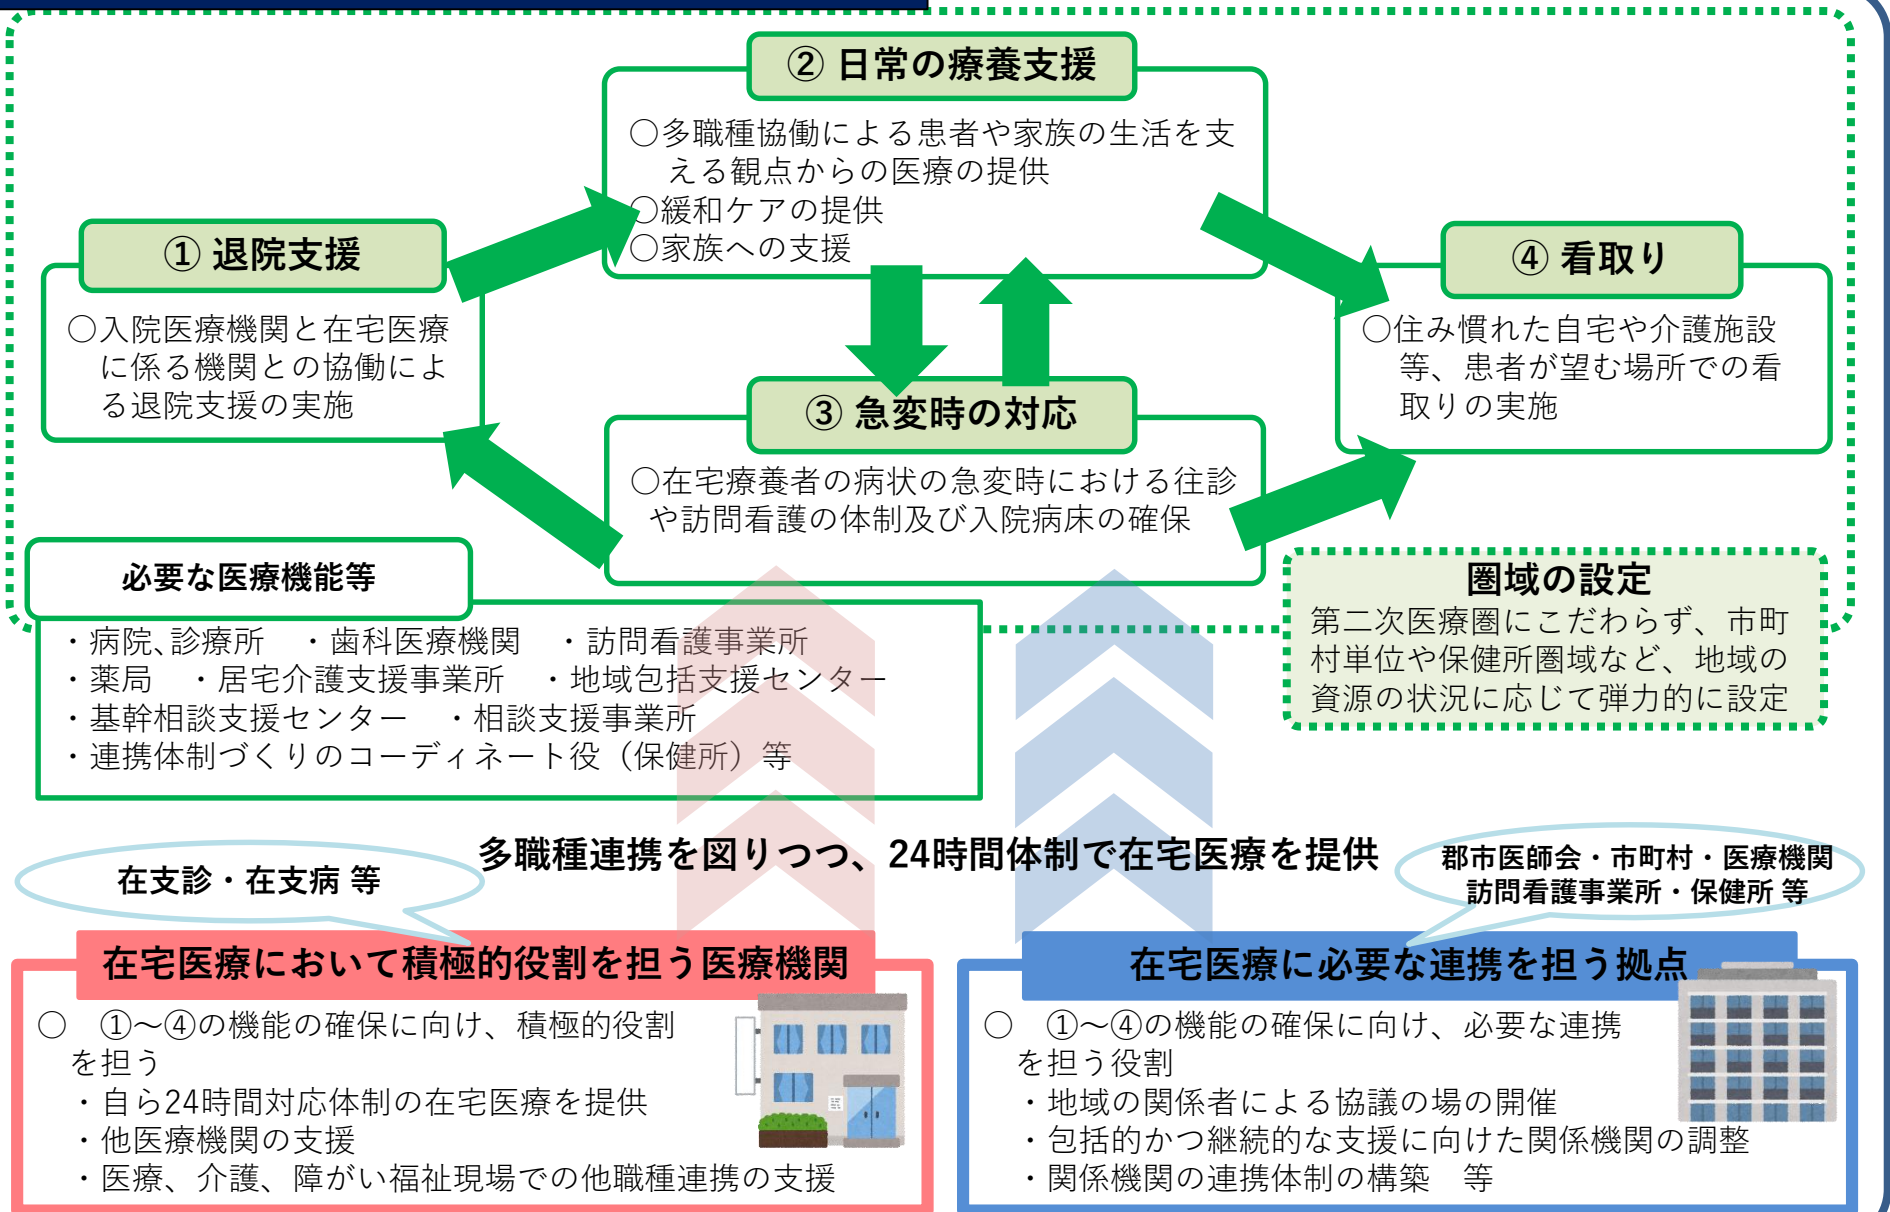 ② 日常の療養支援
○多職種協働による患者や家族の生活を支
える観点からの医療の提供
○緩和ケアの提供
○家族への支援
① 退院支援
○入院医療機関と在宅医療
に係る機関との協働によ
る退院支援の実施
④ 看取り
○住み慣れた自宅や介護施設
等、患者が望む場所での看
取りの実施
③ 急変時の対応
○在宅療養者の病状の急変時における往診
や訪問看護の体制及び入院病床の確保
必要な医療機能等
・病院、診療所　・歯科医療機関　・訪問看護事業所
・薬局　・居宅介護支援事業所　・地域包括支援センター
・基幹相談支援センター　・相談支援事業所
・連携体制づくりのコーディネート役（保健所）等
圏域の設定
第二次医療圏にこだわらず、市町
村単位や保健所圏域など、地域の
資源の状況に応じて弾力的に設定
多職種連携を図りつつ、24時間体制で在宅医療を提供
在支診・在支病 等
郡市医師会・市町村・医療機関
訪問看護事業所・保健所 等
在宅医療において積極的役割を担う医療機関
○　①～④の機能の確保に向け、積極的役割
を担う
・自ら24時間対応体制の在宅医療を提供
・他医療機関の支援
・医療、介護、障がい福祉現場での他職種連携の支援
在宅医療に必要な連携を担う拠点
○　①～④の機能の確保に向け、必要な連携
を担う役割
・地域の関係者による協議の場の開催
・包括的かつ継続的な支援に向けた関係機関の調整
・関係機関の連携体制の構築　等